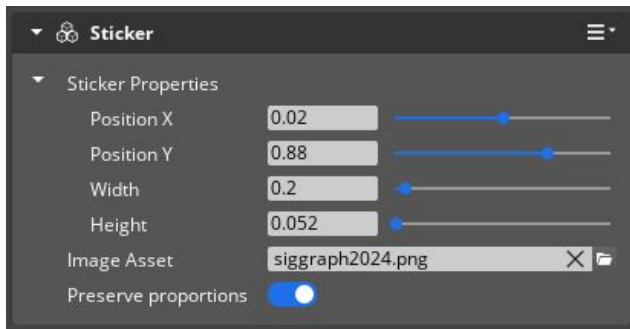 Sticker
Sticker Properties
Position X 0.02
Position Y 0.88
Width 0.2
Height 0.052
Image Asset siggraph2024.png
Preserve proportions